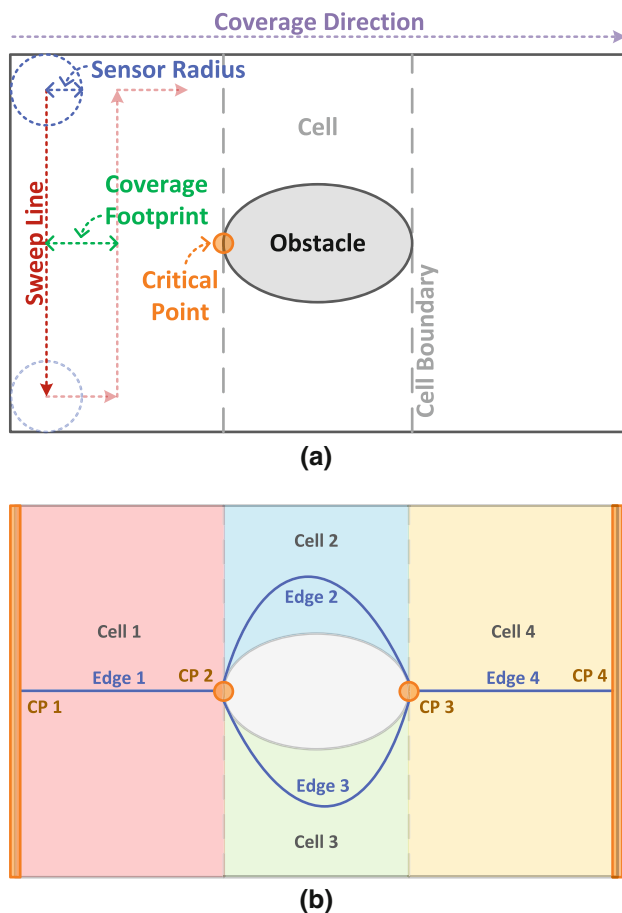 Coverage Direction
Sensor Radius
Cell
Sweep Line
Coverage
Footprint
Obstacle
Critical
Point
Cell Boundary
(a)
Cell 2
Edge 2
Cell 1
Cell 4
Edge 1
CP 2
Edge 4
CP 4
CP 1
CP 3
Edge 3
Cell 3
(b)